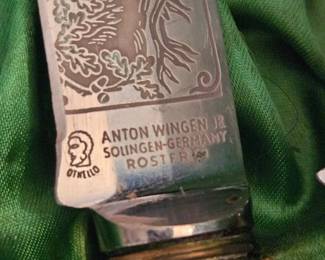 ANTON WINGEN JR
SOLINGEN-GERMANY
ROSTFREI
OTHELLO